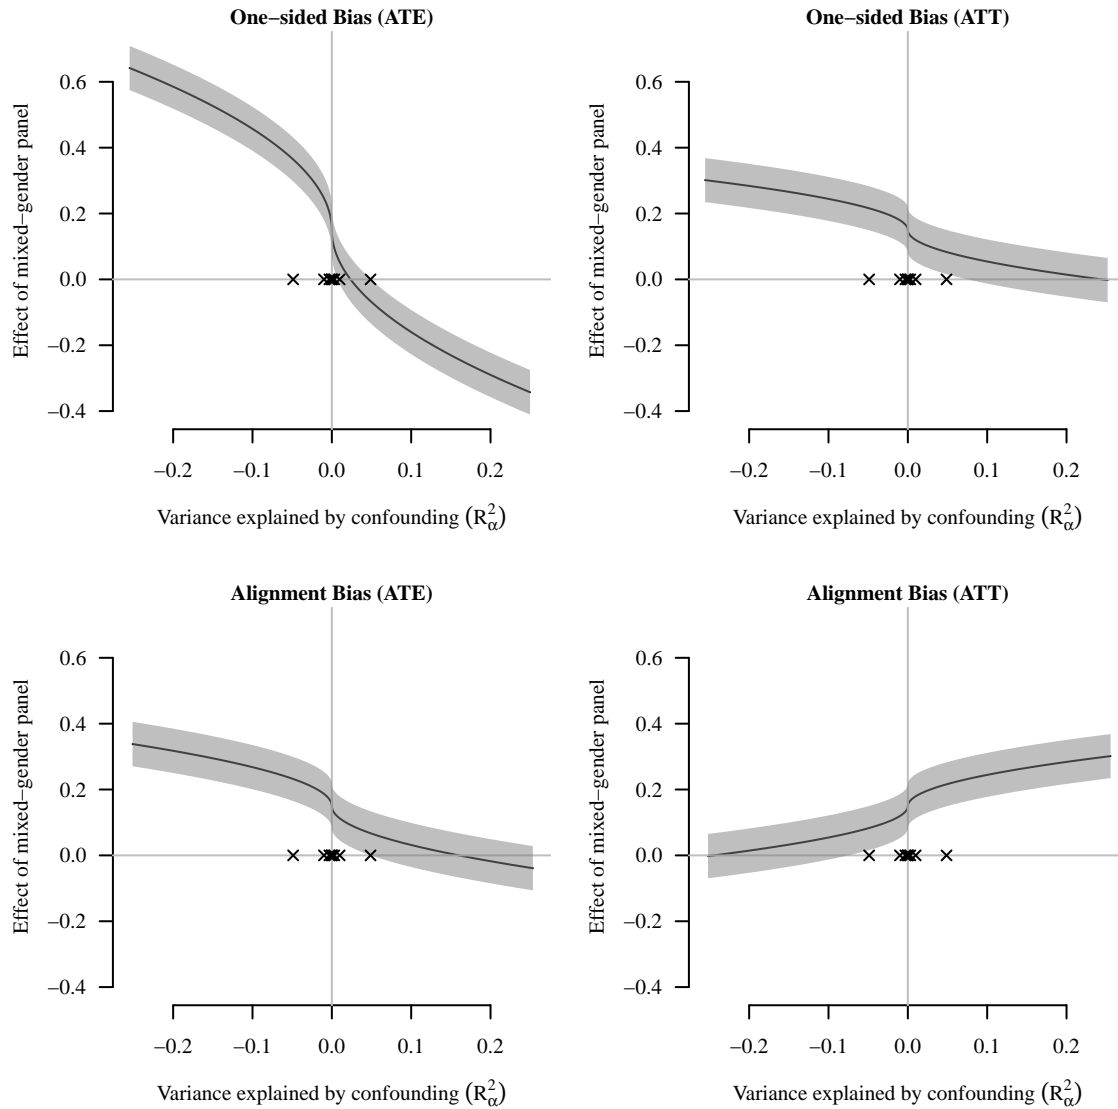 One−sided Bias (ATE)
Effect of mixed−gender panel
0.6
0.4
0.2
0.0
−0.2
−0.4
−0.2 −0.1 0.0 0.1 0.2
Variance explained by confounding (R²α)
One−sided Bias (ATT)
Effect of mixed−gender panel
0.6
0.4
0.2
0.0
−0.2
−0.4
−0.2 −0.1 0.0 0.1 0.2
Variance explained by confounding (R²α)
Alignment Bias (ATE)
Effect of mixed−gender panel
0.6
0.4
0.2
0.0
−0.2
−0.4
−0.2 −0.1 0.0 0.1 0.2
Variance explained by confounding (R²α)
Alignment Bias (ATT)
Effect of mixed−gender panel
0.6
0.4
0.2
0.0
−0.2
−0.4
−0.2 −0.1 0.0 0.1 0.2
Variance explained by confounding (R²α)